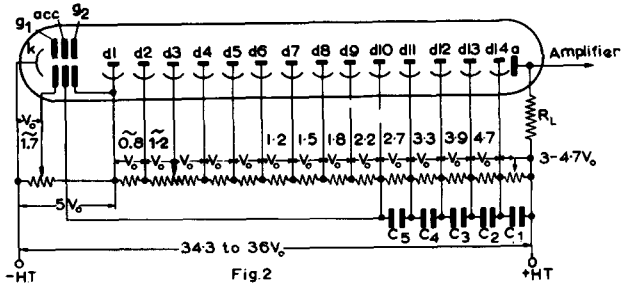 acc
g₁ g₂
k
d1 d2 d3 d4 d5 d6 d7 d8 d9 d10 d11 d12 d13 d14 a
Amplifier
R_L
V₀ V₀ V₀ V₀ V₀ V₀ V₀ V₀ V₀ V₀ V₀ V₀ V₀ V₀
~1.7 ~0.8 ~1.2 1.2 1.5 1.8 2.2 2.7 3.3 3.9 4.7
3-4.7V₀
5V₀
C₅ C₄ C₃ C₂ C₁
34.3 to 36V₀
-HT Fig.2 +HT